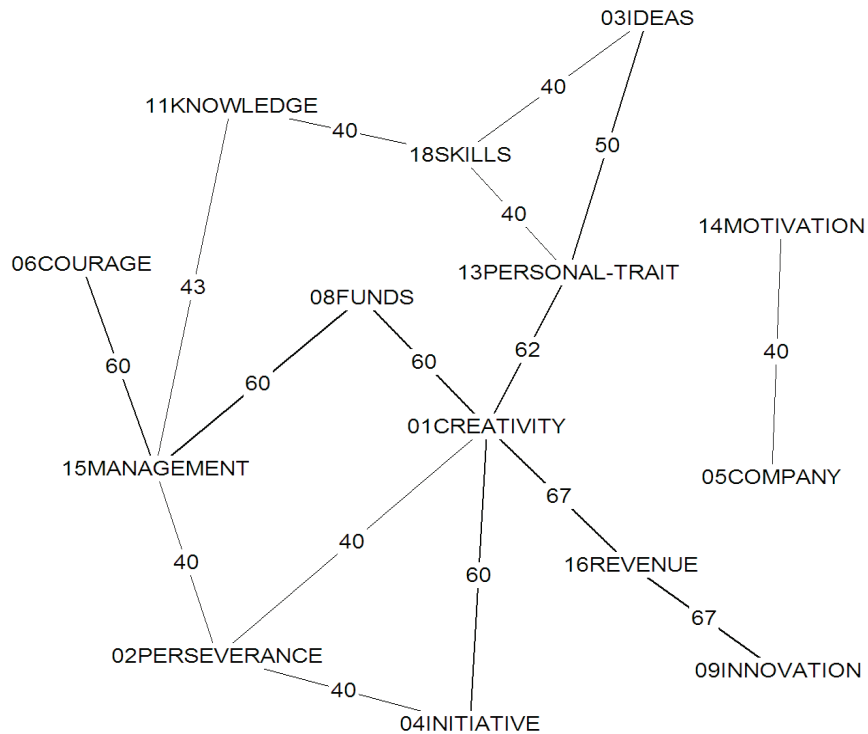 03IDEAS
40
11KNOWLEDGE
40
50
18SKILLS
40
14MOTIVATION
06COURAGE
13PERSONAL-TRAIT
43
08FUNDS
62
40
60
60
60
01CREATIVITY
15MANAGEMENT
05COMPANY
67
40
40
60
16REVENUE
67
02PERSEVERANCE
09INNOVATION
40
04INITIATIVE